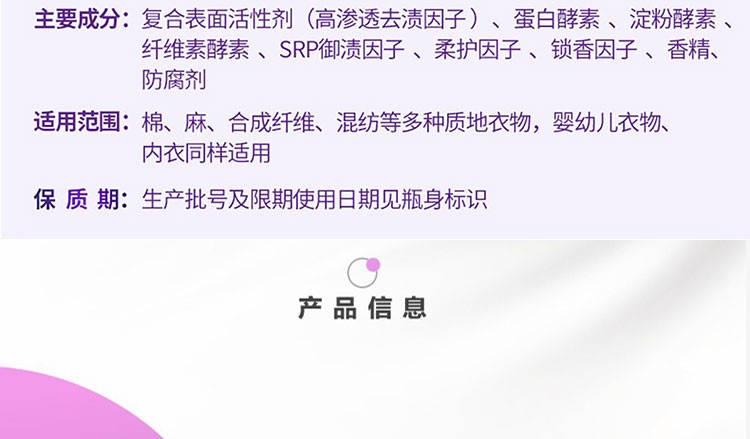 主要成分：复合表面活性剂（高渗透去渍因子）、蛋白酵素、淀粉酵素、
纤维素酵素、SRP御渍因子、柔护因子、锁香因子、香精、
防腐剂
适用范围：棉、麻、合成纤维、混纺等多种质地衣物，婴幼儿衣物、
内衣同样适用
保质期：生产批号及限期使用日期见瓶身标识
产品信息